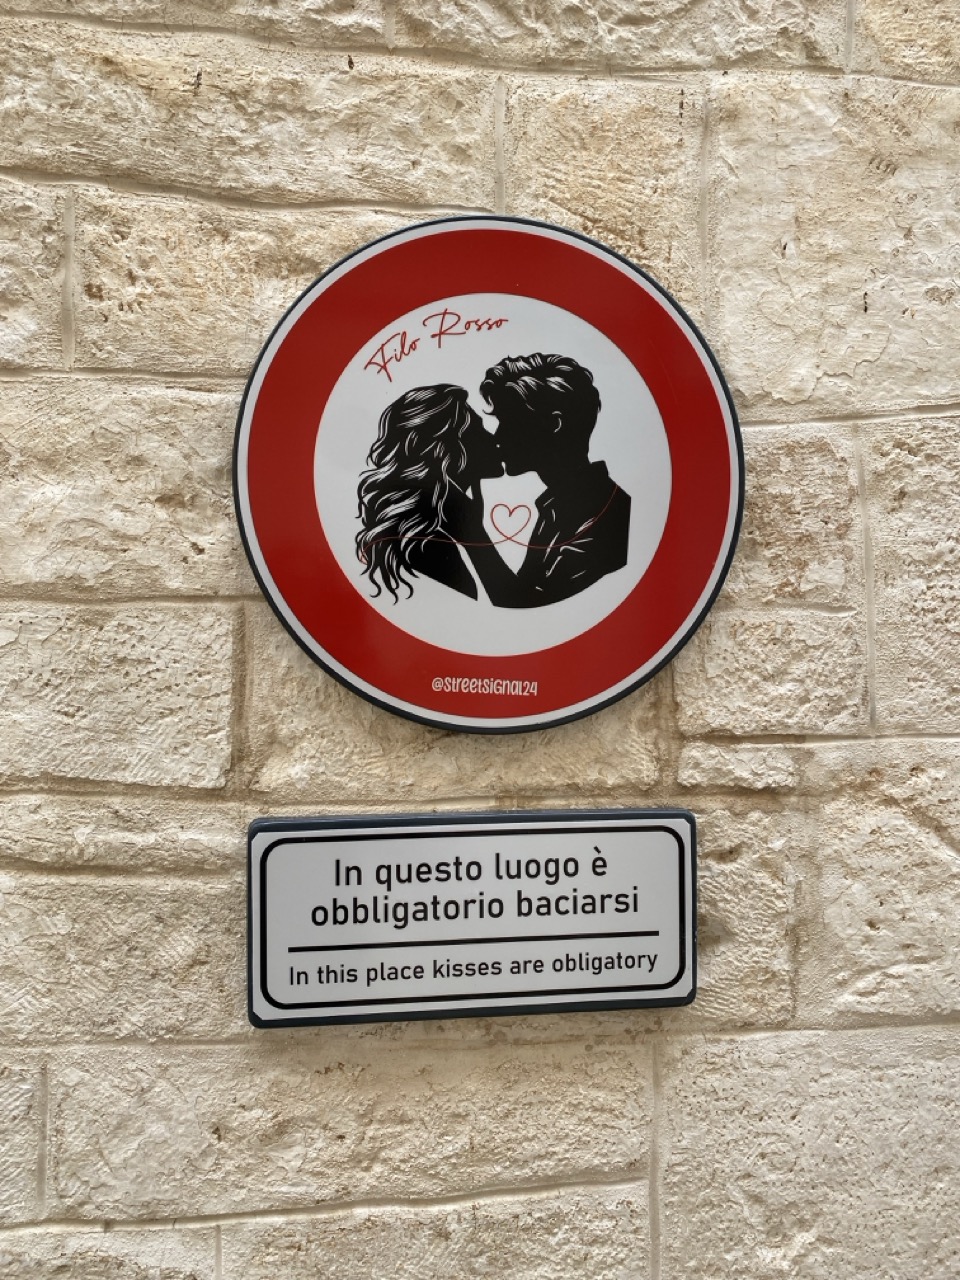 Filo Rosso
@streetsignal24
In questo luogo è
obbligatorio baciarsi
In this place kisses are obligatory